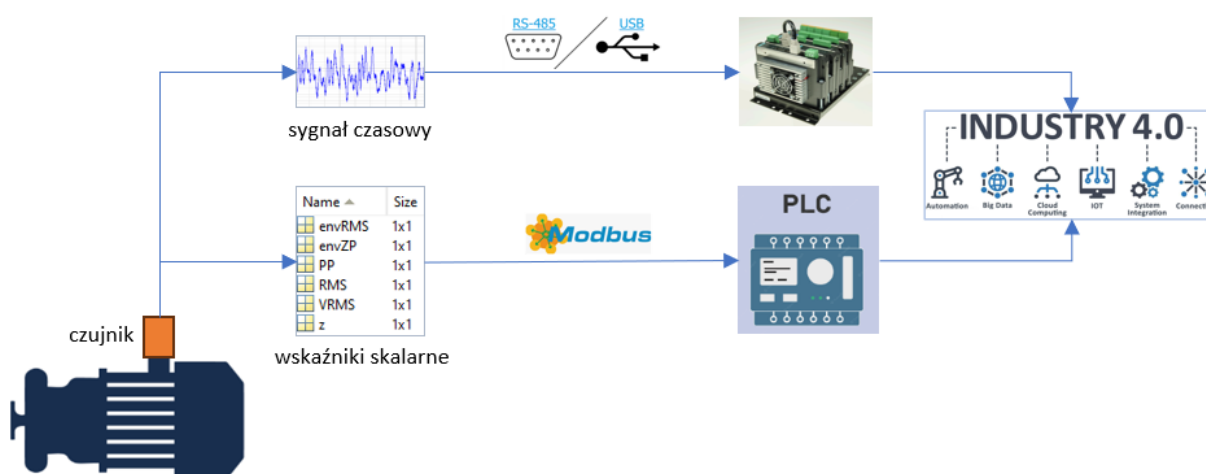 RS-485
USB
sygnał czasowy
INDUSTRY 4.0
Automation
Big Data
Cloud
Computing
IOT
System
Integration
Connecti
Name Size
envRMS 1x1
envZP 1x1
PP 1x1
RMS 1x1
VRMS 1x1
z 1x1
Modbus
PLC
czujnik
wskaźniki skalarne